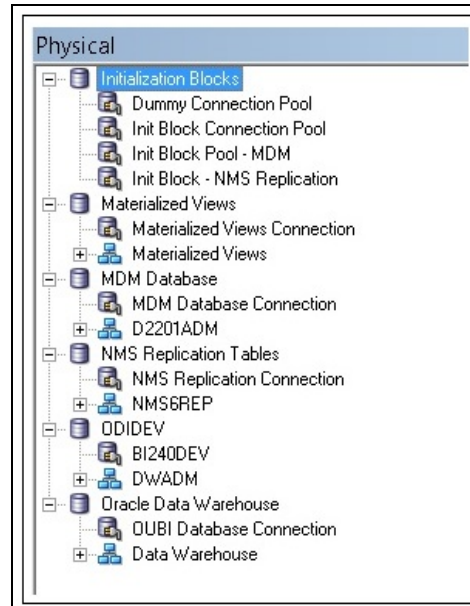 Physical
Initialization Blocks
Dummy Connection Pool
Init Block Connection Pool
Init Block Pool - MDM
Init Block - NMS Replication
Materialized Views
Materialized Views Connection
Materialized Views
MDM Database
MDM Database Connection
D2201ADM
NMS Replication Tables
NMS Replication Connection
NMS6REP
ODIDEV
BI240DEV
DWADM
Oracle Data Warehouse
OUBI Database Connection
Data Warehouse